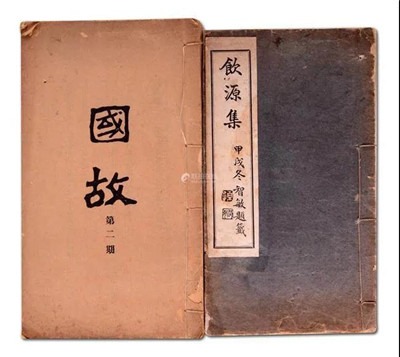 國故
第二期
飲源集
甲戌冬智敏題籤